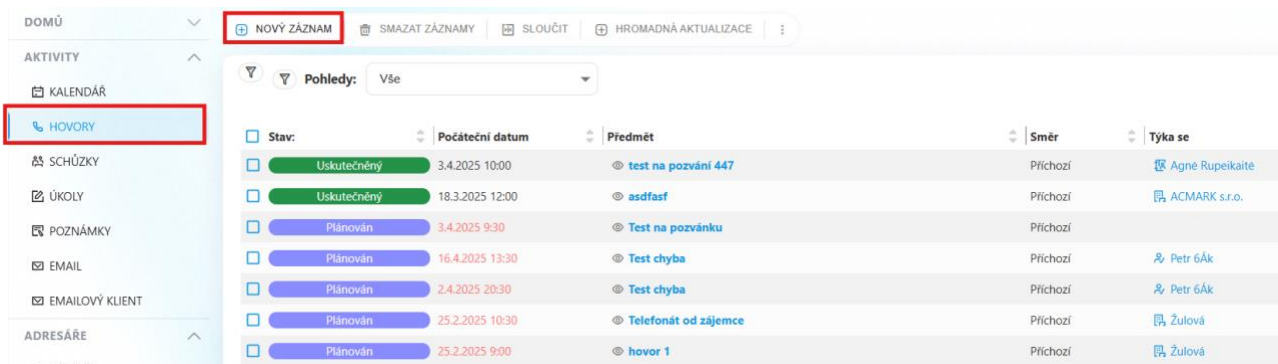 DOMŮ
AKTIVITY
KALENDÁŘ
HOVORY
SCHŮZKY
ÚKOLY
POZNÁMKY
EMAIL
EMAILOVÝ KLIENT
ADRESÁŘE
NOVÝ ZÁZNAM SMAZAT ZÁZNAMY SLOUČIT HROMADNÁ AKTUALIZACE
Pohledy: Vše
Stav: Počáteční datum Předmět Směr Týka se
Uskutečněný 3.4.2025 10:00 test na pozvání 447 Příchozí Agnė Rupeikaitė
Uskutečněný 18.3.2025 12:00 asdfasf Příchozí ACMARK s.r.o.
Plánován 3.4.2025 9:30 Test na pozvánku Příchozí
Plánován 16.4.2025 13:30 Test chyba Příchozí Petr 6Ák
Plánován 2.4.2025 20:30 Test chyba Příchozí Petr 6Ák
Plánován 25.2.2025 10:30 Telefonát od zájemce Příchozí Žulová
Plánován 25.2.2025 9:00 hovor 1 Příchozí Žulová